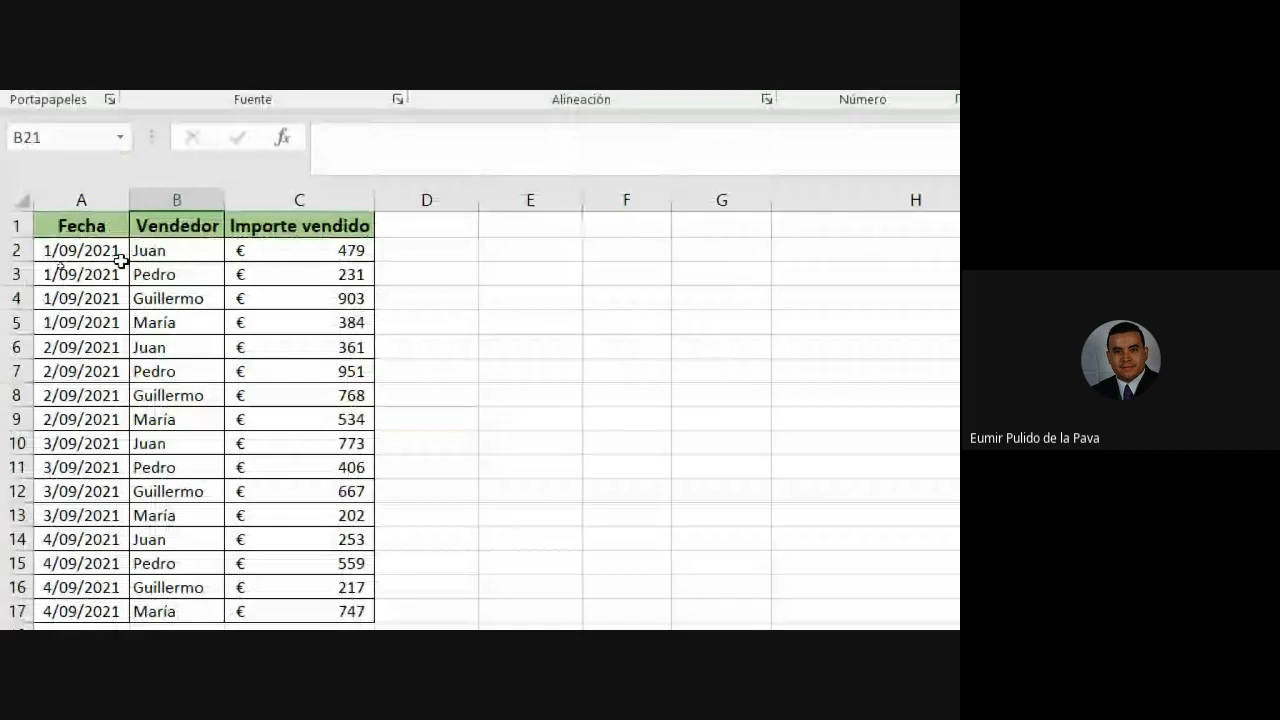 Portapapeles Fuente Alineación Número
B21 fx
A B C D E F G H
1 Fecha Vendedor Importe vendido
2 1/09/2021 Juan € 479
3 1/09/2021 Pedro € 231
4 1/09/2021 Guillermo € 903
5 1/09/2021 María € 384
6 2/09/2021 Juan € 361
7 2/09/2021 Pedro € 951
8 2/09/2021 Guillermo € 768
9 2/09/2021 María € 534
10 3/09/2021 Juan € 773
11 3/09/2021 Pedro € 406
12 3/09/2021 Guillermo € 667
13 3/09/2021 María € 202
14 4/09/2021 Juan € 253
15 4/09/2021 Pedro € 559
16 4/09/2021 Guillermo € 217
17 4/09/2021 María € 747
Eumir Pulido de la Pava